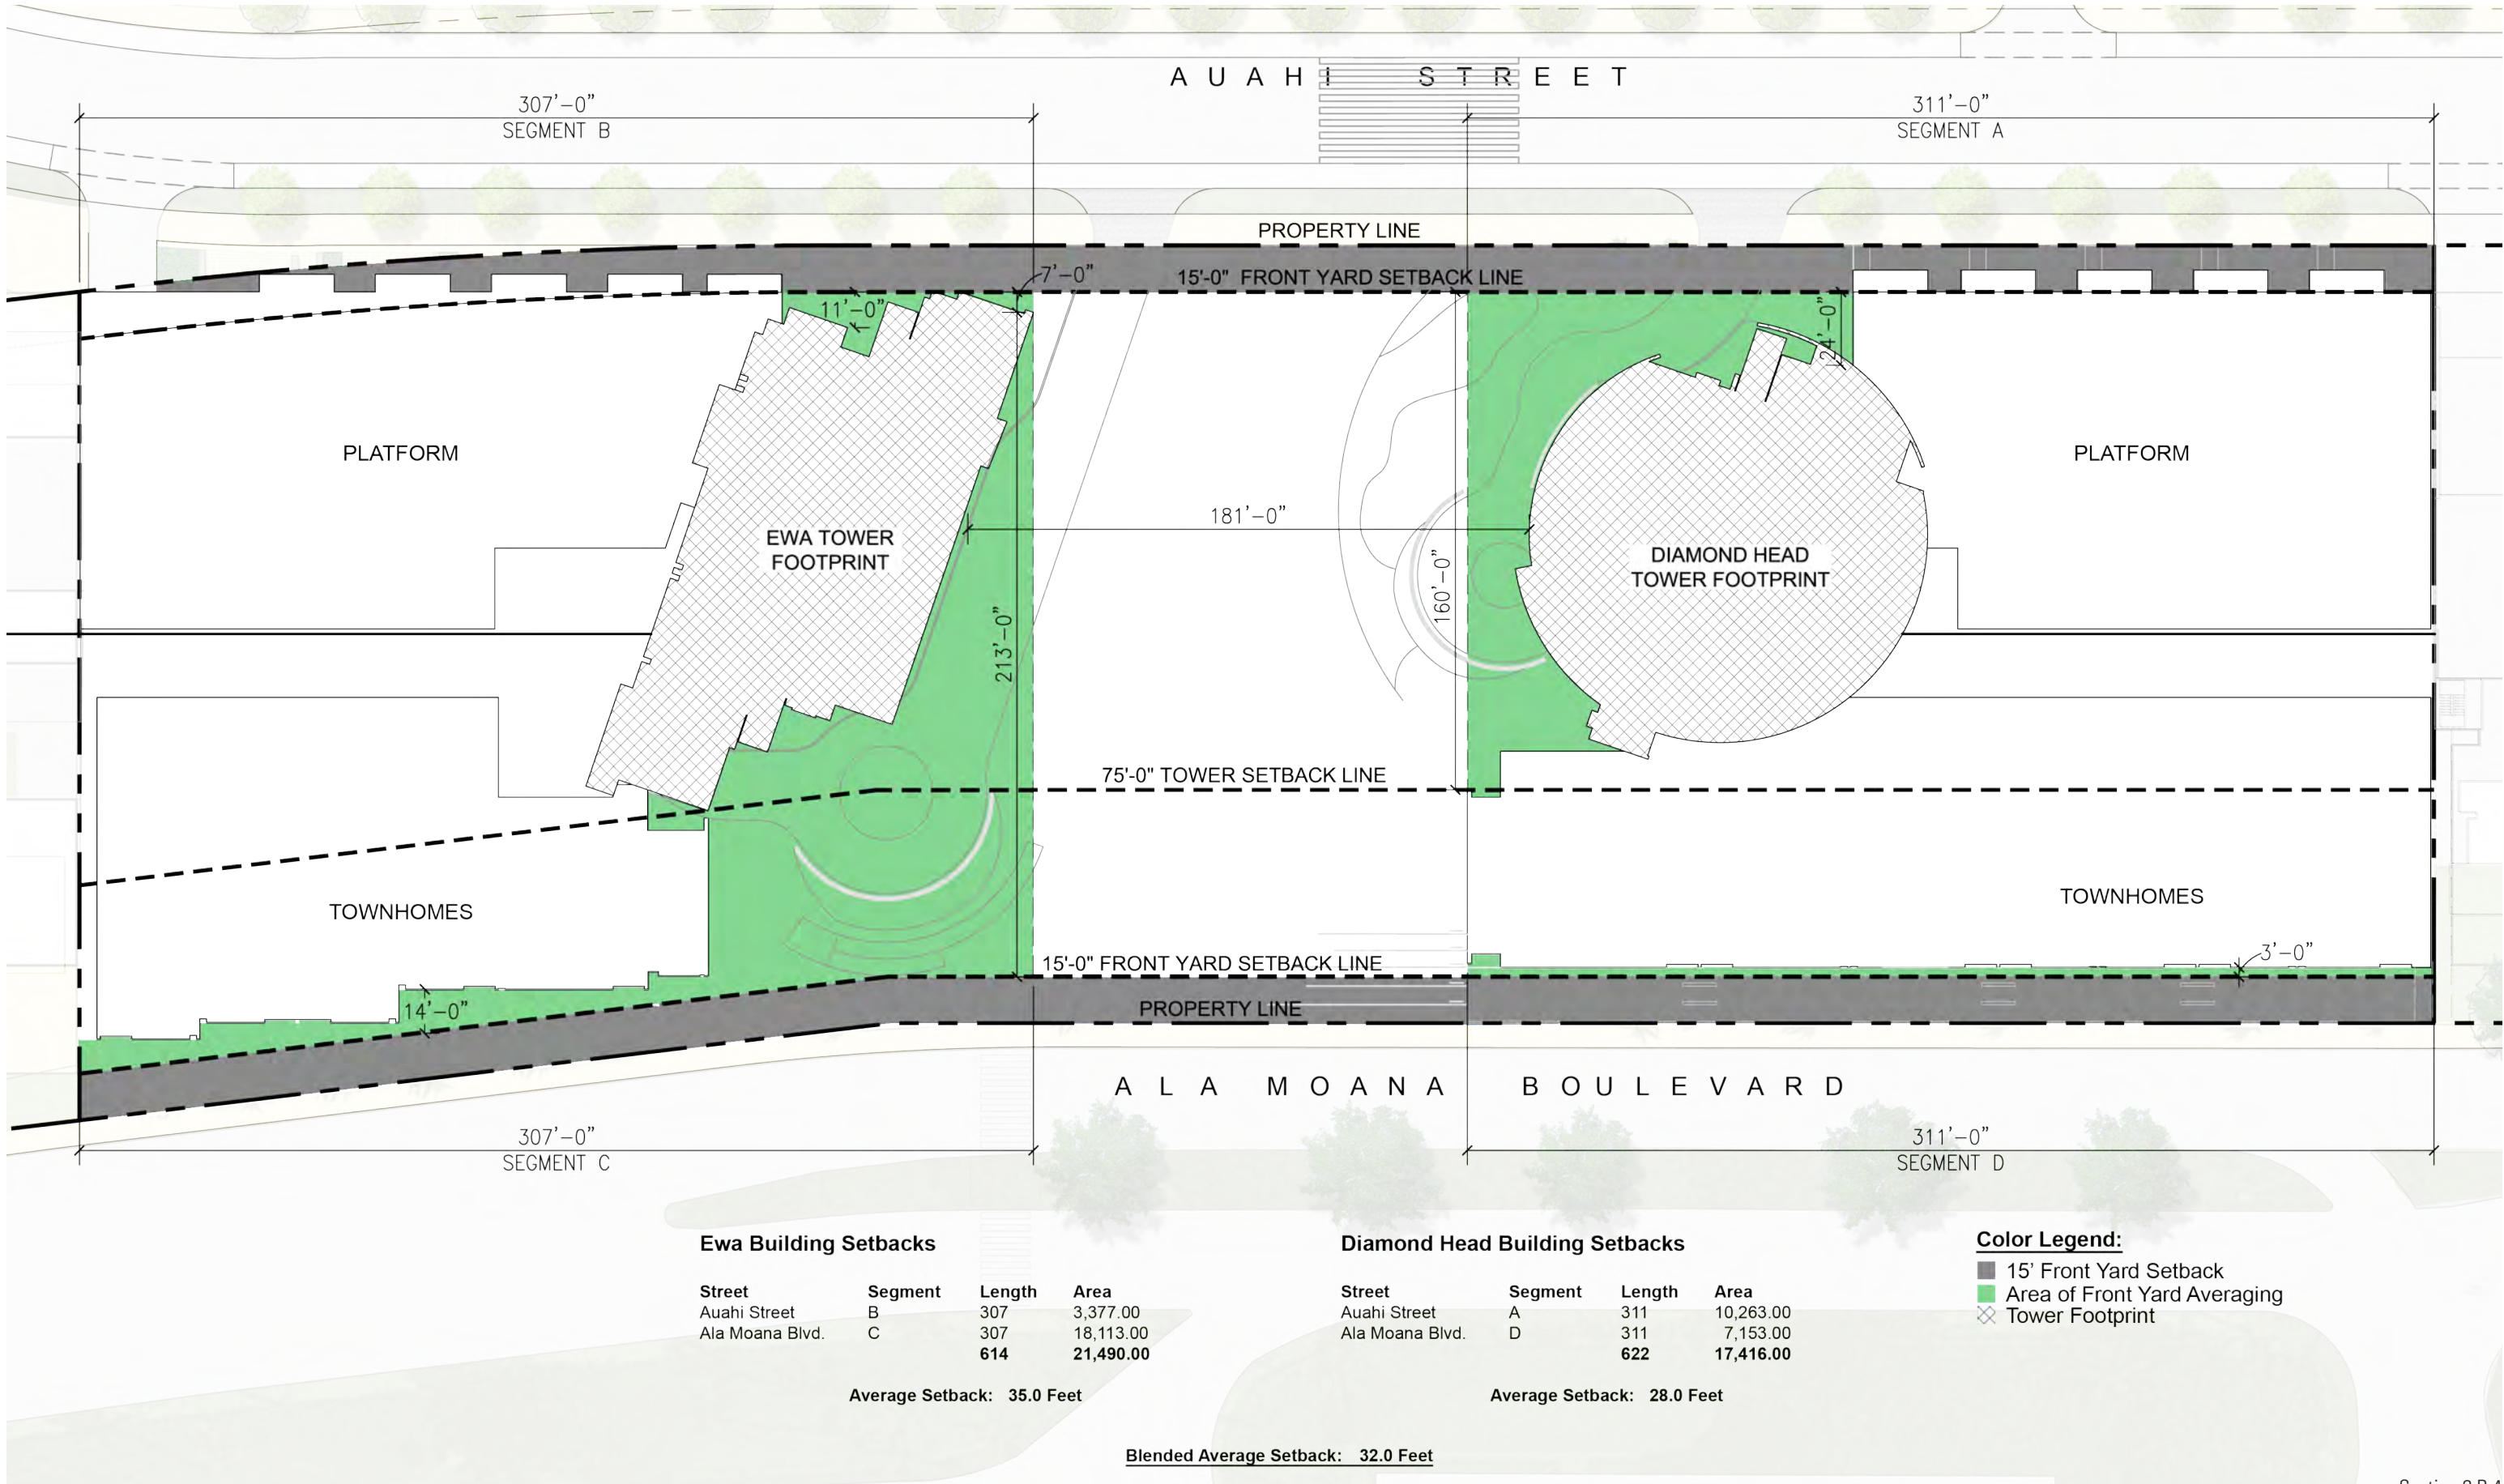 AUAHI STREET
307'-0"
SEGMENT B
311'-0"
SEGMENT A
PROPERTY LINE
7'-0"
15'-0" FRONT YARD SETBACK LINE
11'-0"
24'-0"
PLATFORM
PLATFORM
181'-0"
EWA TOWER
FOOTPRINT
DIAMOND HEAD
TOWER FOOTPRINT
160'-0"
213'-0"
75'-0" TOWER SETBACK LINE
TOWNHOMES
TOWNHOMES
15'-0" FRONT YARD SETBACK LINE
3'-0"
14'-0"
PROPERTY LINE
ALA MOANA BOULEVARD
307'-0"
SEGMENT C
311'-0"
SEGMENT D
Ewa Building Setbacks
Street Segment Length Area
Auahi Street B 307 3,377.00
Ala Moana Blvd. C 307 18,113.00
614 21,490.00
Average Setback: 35.0 Feet
Diamond Head Building Setbacks
Street Segment Length Area
Auahi Street A 311 10,263.00
Ala Moana Blvd. D 311 7,153.00
622 17,416.00
Average Setback: 28.0 Feet
Color Legend:
15' Front Yard Setback
Area of Front Yard Averaging
Tower Footprint
Blended Average Setback: 32.0 Feet